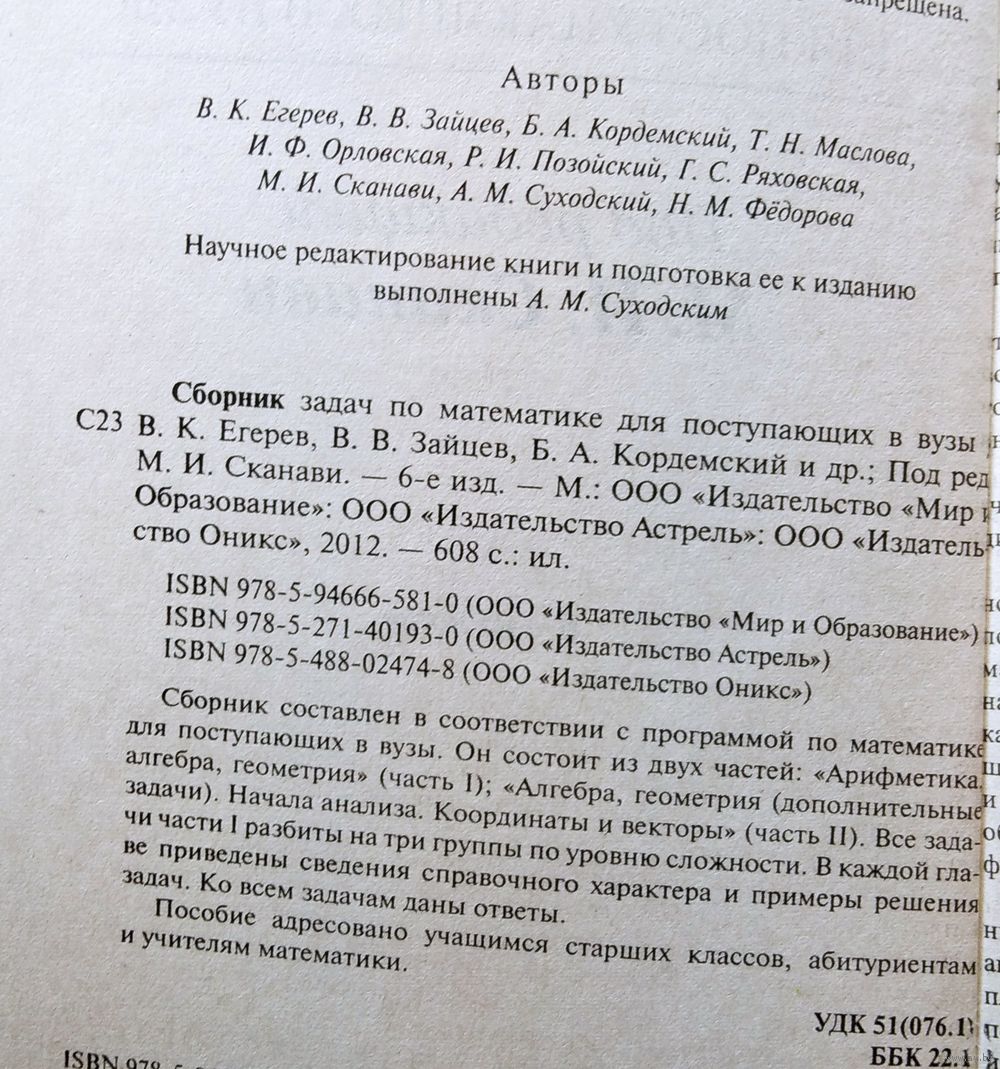 запрещена.
Авторы
В. К. Егерев, В. В. Зайцев, Б. А. Кордемский, Т. Н. Маслова,
И. Ф. Орловская, Р. И. Позойский, Г. С. Ряховская,
М. И. Сканави, А. М. Суходский, Н. М. Фёдорова
Научное редактирование книги и подготовка ее к изданию
выполнены А. М. Суходским
Сборник задач по математике для поступающих в вузы
С23 В. К. Егерев, В. В. Зайцев, Б. А. Кордемский и др.; Под ред
М. И. Сканави. — 6-е изд. — М.: ООО «Издательство «Мир и
Образование»: ООО «Издательство Астрель»: ООО «Издатель-
ство Оникс», 2012. — 608 с.: ил.
ISBN 978-5-94666-581-0 (ООО «Издательство «Мир и Образование»)
ISBN 978-5-271-40193-0 (ООО «Издательство Астрель»)
ISBN 978-5-488-02474-8 (ООО «Издательство Оникс»)
Сборник составлен в соответствии с программой по математике
для поступающих в вузы. Он состоит из двух частей: «Арифметика,
алгебра, геометрия» (часть I); «Алгебра, геометрия (дополнительные
задачи). Начала анализа. Координаты и векторы» (часть II). Все зада-
чи части I разбиты на три группы по уровню сложности. В каждой гла-
ве приведены сведения справочного характера и примеры решения
задач. Ко всем задачам даны ответы.
Пособие адресовано учащимся старших классов, абитуриентам
и учителям математики.
УДК 51(076.1)
ББК 22.1
ISBN 978-5